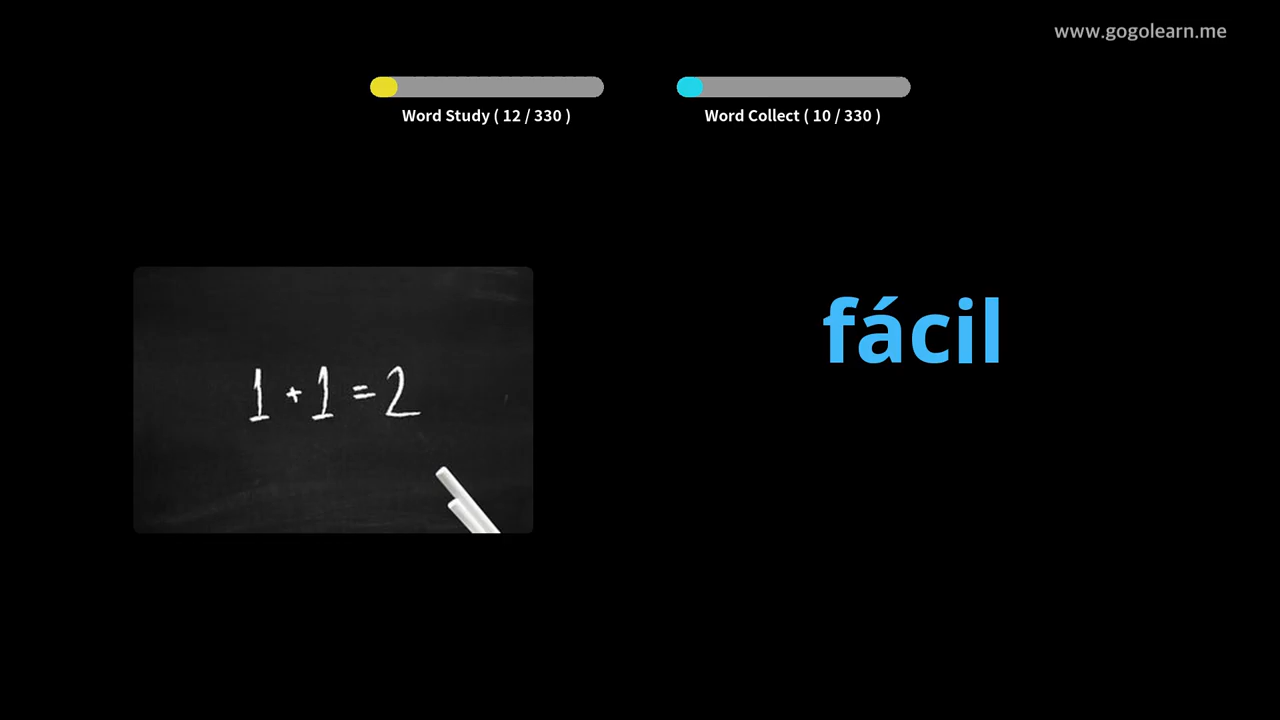 www.gogolearn.me
Word Study ( 12 / 330 )
Word Collect ( 10 / 330 )
fácil
1 + 1 = 2